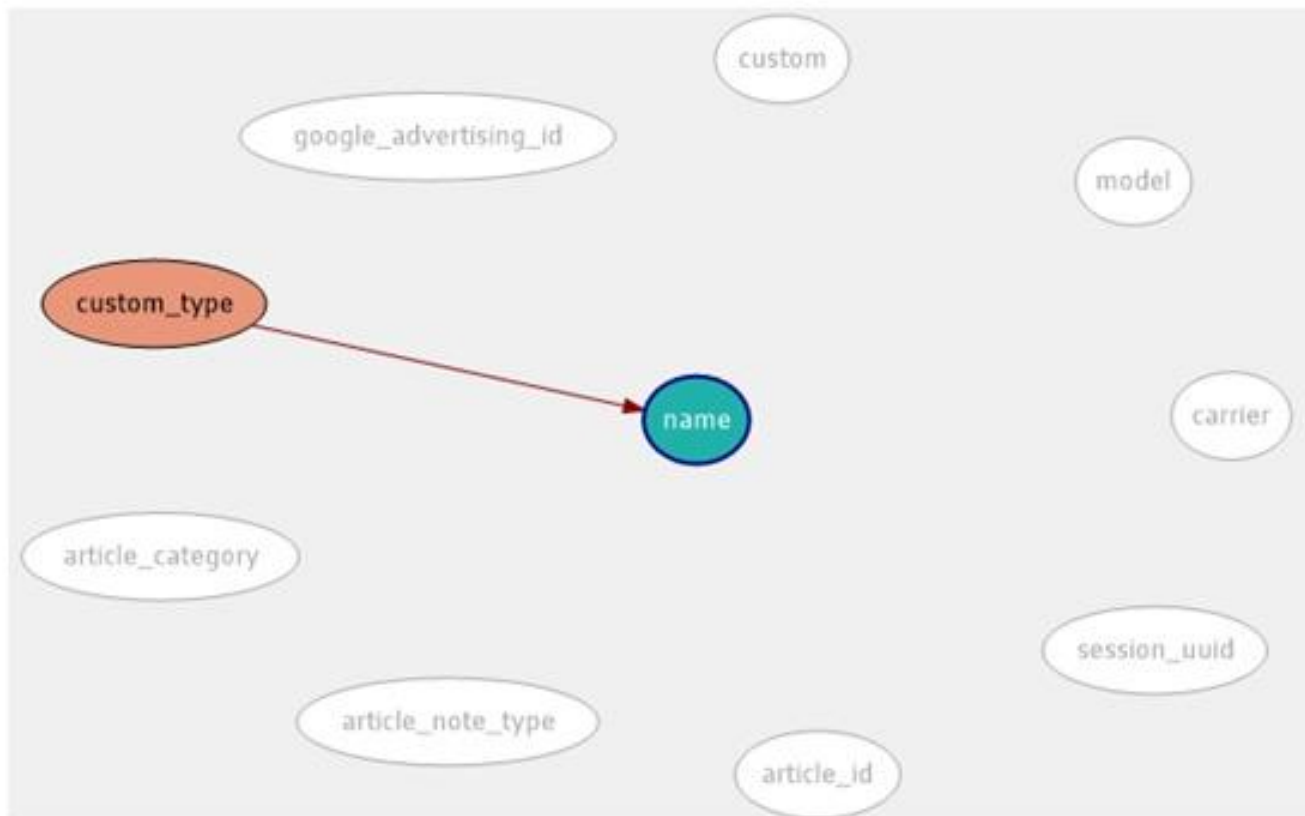 custom
google_advertising_id
model
custom_type
carrier
name
article_category
session_uuid
article_note_type
article_id